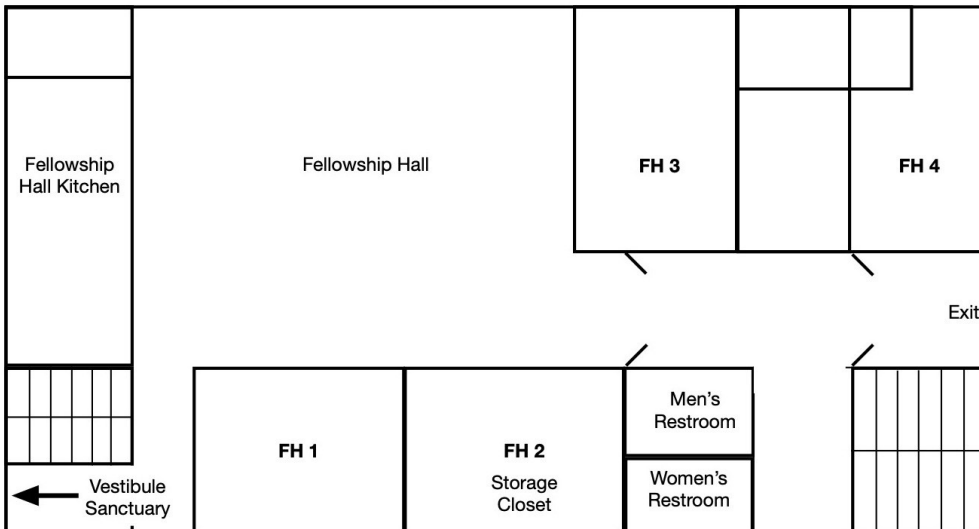 Fellowship
Hall Kitchen
Fellowship Hall
FH 3
FH 4
Exit
FH 1
FH 2
Storage
Closet
Men's
Restroom
Women's
Restroom
Vestibule
Sanctuary